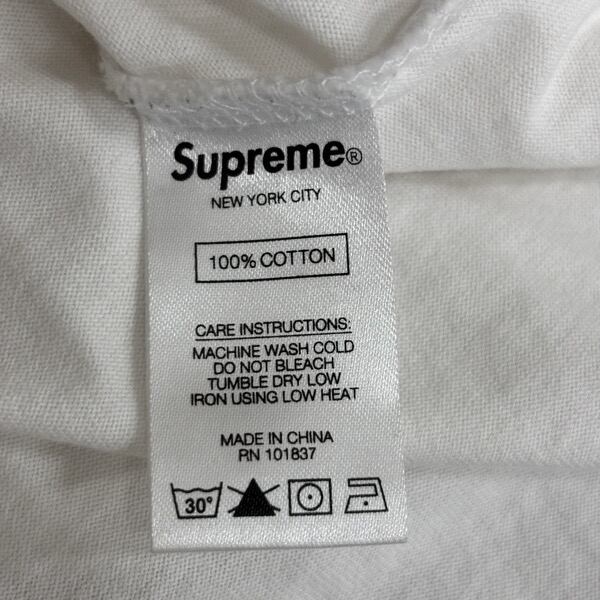 Supreme®
NEW YORK CITY
100% COTTON
CARE INSTRUCTIONS:
MACHINE WASH COLD
DO NOT BLEACH
TUMBLE DRY LOW
IRON USING LOW HEAT
MADE IN CHINA
RN 101837
30°